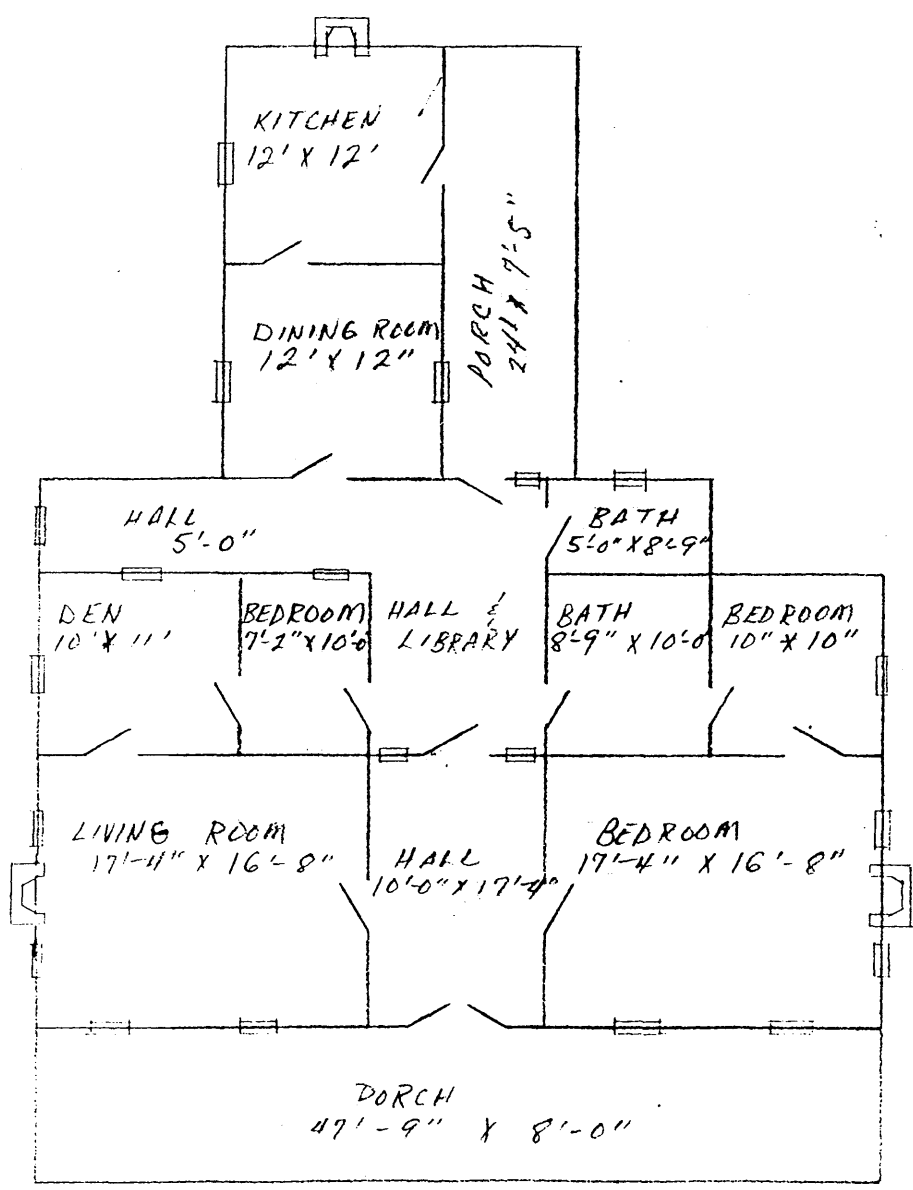 KITCHEN
12' X 12'
PORCH
24' X 7'-5"
DINING ROOM
12' X 12"
HALL
5'-0"
BATH
5'-0" X 8'-9"
DEN
10' X 11'
BEDROOM
7'-2" X 10'-0
HALL &
LIBRARY
BATH
8'-9" X 10'-0
BEDROOM
10" X 10"
LIVING ROOM
17'-4" X 16'-8"
HALL
10'-0" X 17'-4"
BEDROOM
17'-4" X 16'-8"
PORCH
47'-9" X 8'-0"